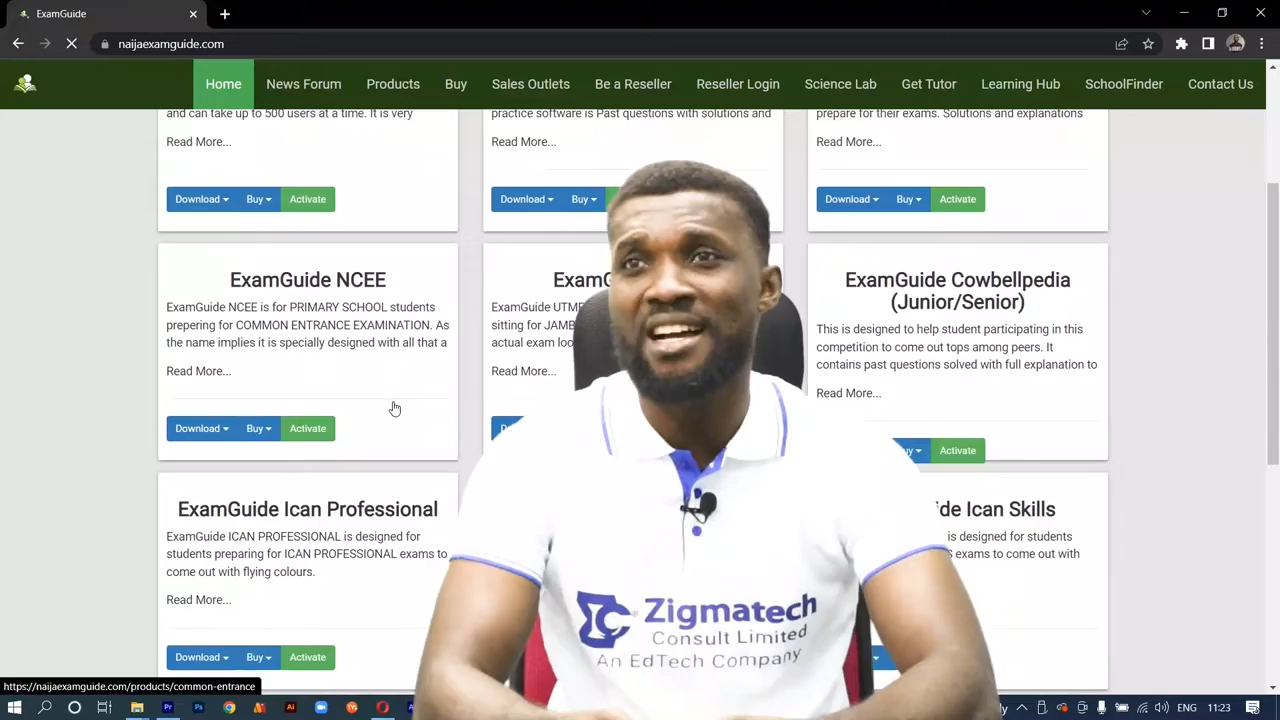 ExamGuide
naijaexamguide.com
Home
News Forum
Products
Buy
Sales Outlets
Be a Reseller
Reseller Login
Science Lab
Get Tutor
Learning Hub
SchoolFinder
Contact Us
and can take up to 500 users at a time. It is very
Read More...
Download
Buy
Activate
practice software is Past questions with solutions and
Read More...
Download
Buy
prepare for their exams. Solutions and explanations
Read More...
Download
Buy
Activate
ExamGuide NCEE
ExamGuide NCEE is for PRIMARY SCHOOL students
prepering for COMMON ENTRANCE EXAMINATION. As
the name implies it is specially designed with all that a
Read More...
Download
Buy
Activate
ExamGuide UTME
sitting for JAMB
actual exam
Read More...
ExamGuide Cowbellpedia
(Junior/Senior)
This is designed to help student participating in this
competition to come out tops among peers. It
contains past questions solved with full explanation to
Read More...
Activate
ExamGuide Ican Professional
ExamGuide ICAN PROFESSIONAL is designed for
students preparing for ICAN PROFESSIONAL exams to
come out with flying colours.
Read More...
Download
Buy
Activate
Ican Skills
is designed for students
exams to come out with
Zigmatech
Consult Limited
An EdTech Company
https://naijaexamguide.com/products/common-entrance
ENG
11:23